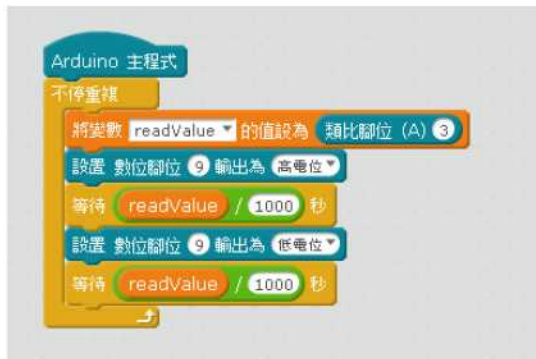 Arduino 主程式
不停重複
將變數 readValue 的值設為 類比腳位 (A) 3
設置 數位腳位 9 輸出為 高電位
等待 readValue / 1000 秒
設置 數位腳位 9 輸出為 低電位
等待 readValue / 1000 秒